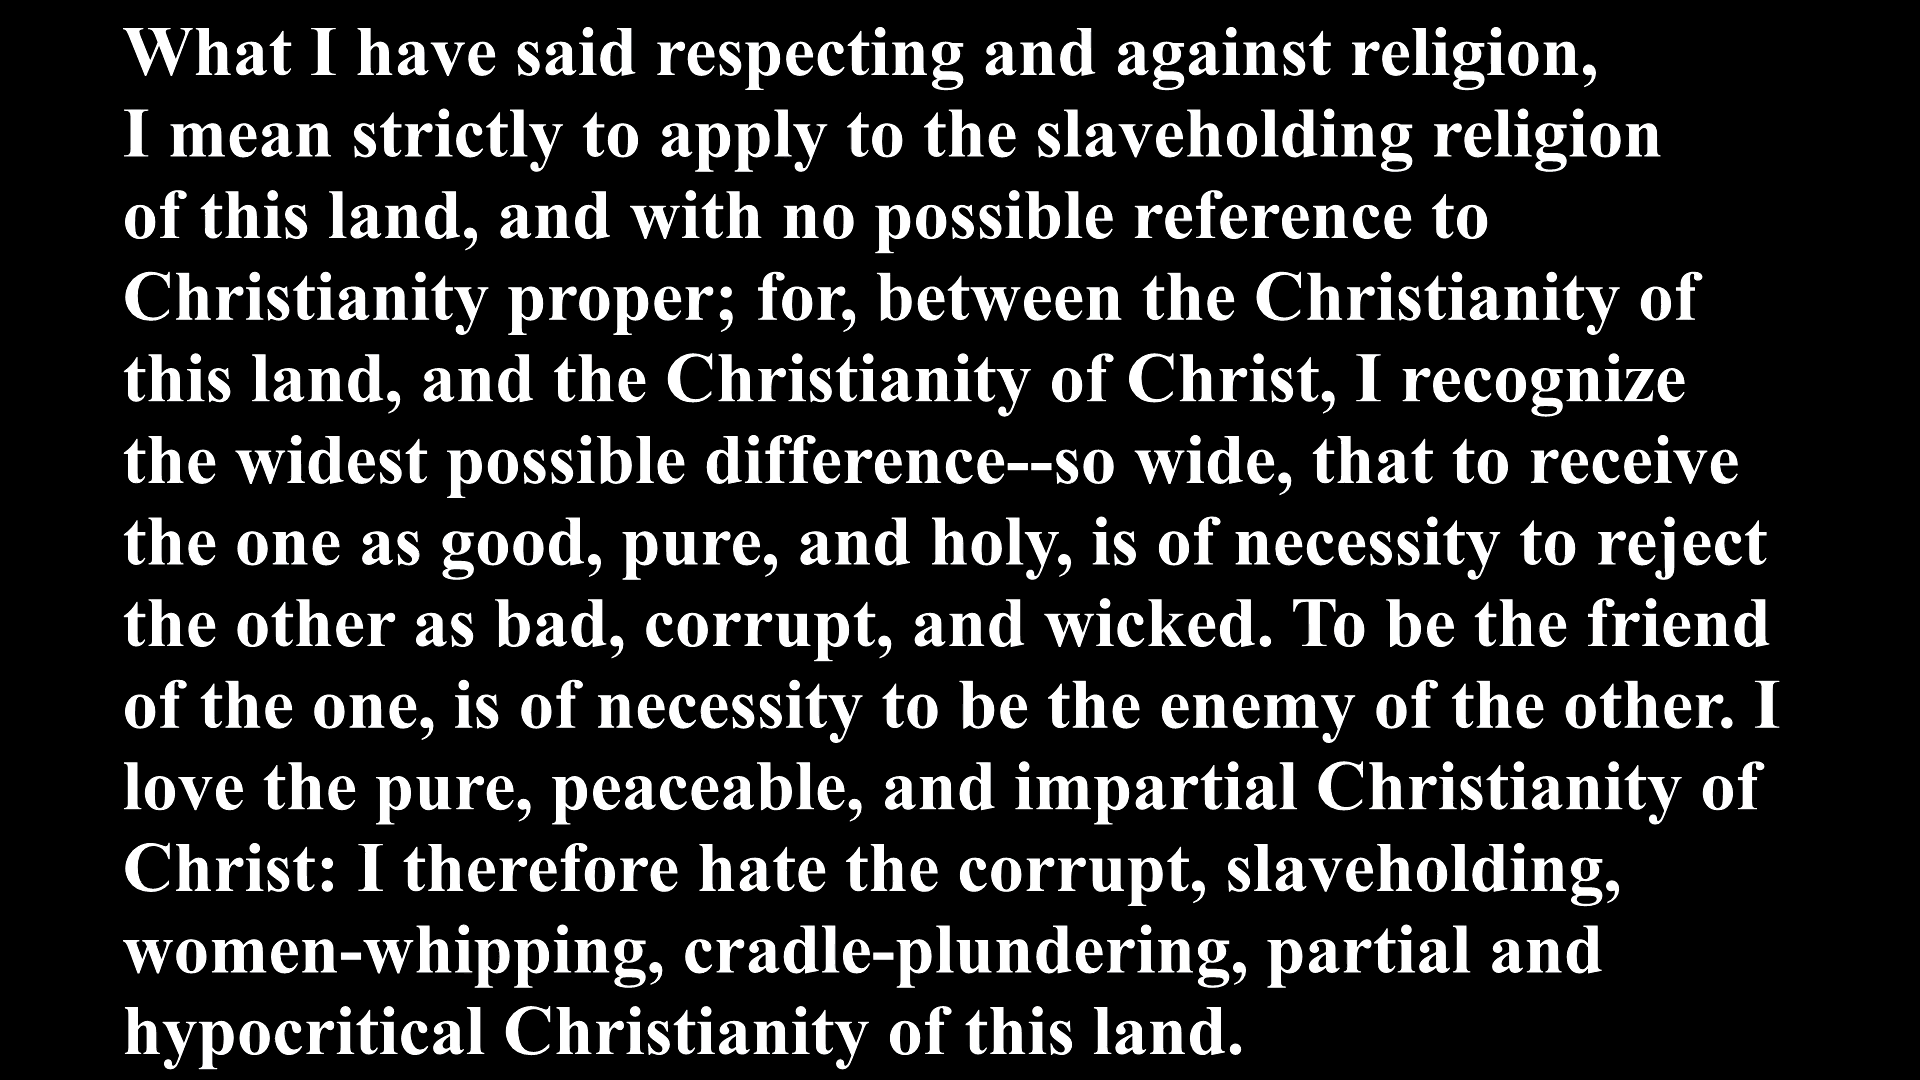 What I have said respecting and against religion,
I mean strictly to apply to the slaveholding religion
of this land, and with no possible reference to
Christianity proper; for, between the Christianity of
this land, and the Christianity of Christ, I recognize
the widest possible difference--so wide, that to receive
the one as good, pure, and holy, is of necessity to reject
the other as bad, corrupt, and wicked. To be the friend
of the one, is of necessity to be the enemy of the other. I
love the pure, peaceable, and impartial Christianity of
Christ: I therefore hate the corrupt, slaveholding,
women-whipping, cradle-plundering, partial and
hypocritical Christianity of this land.